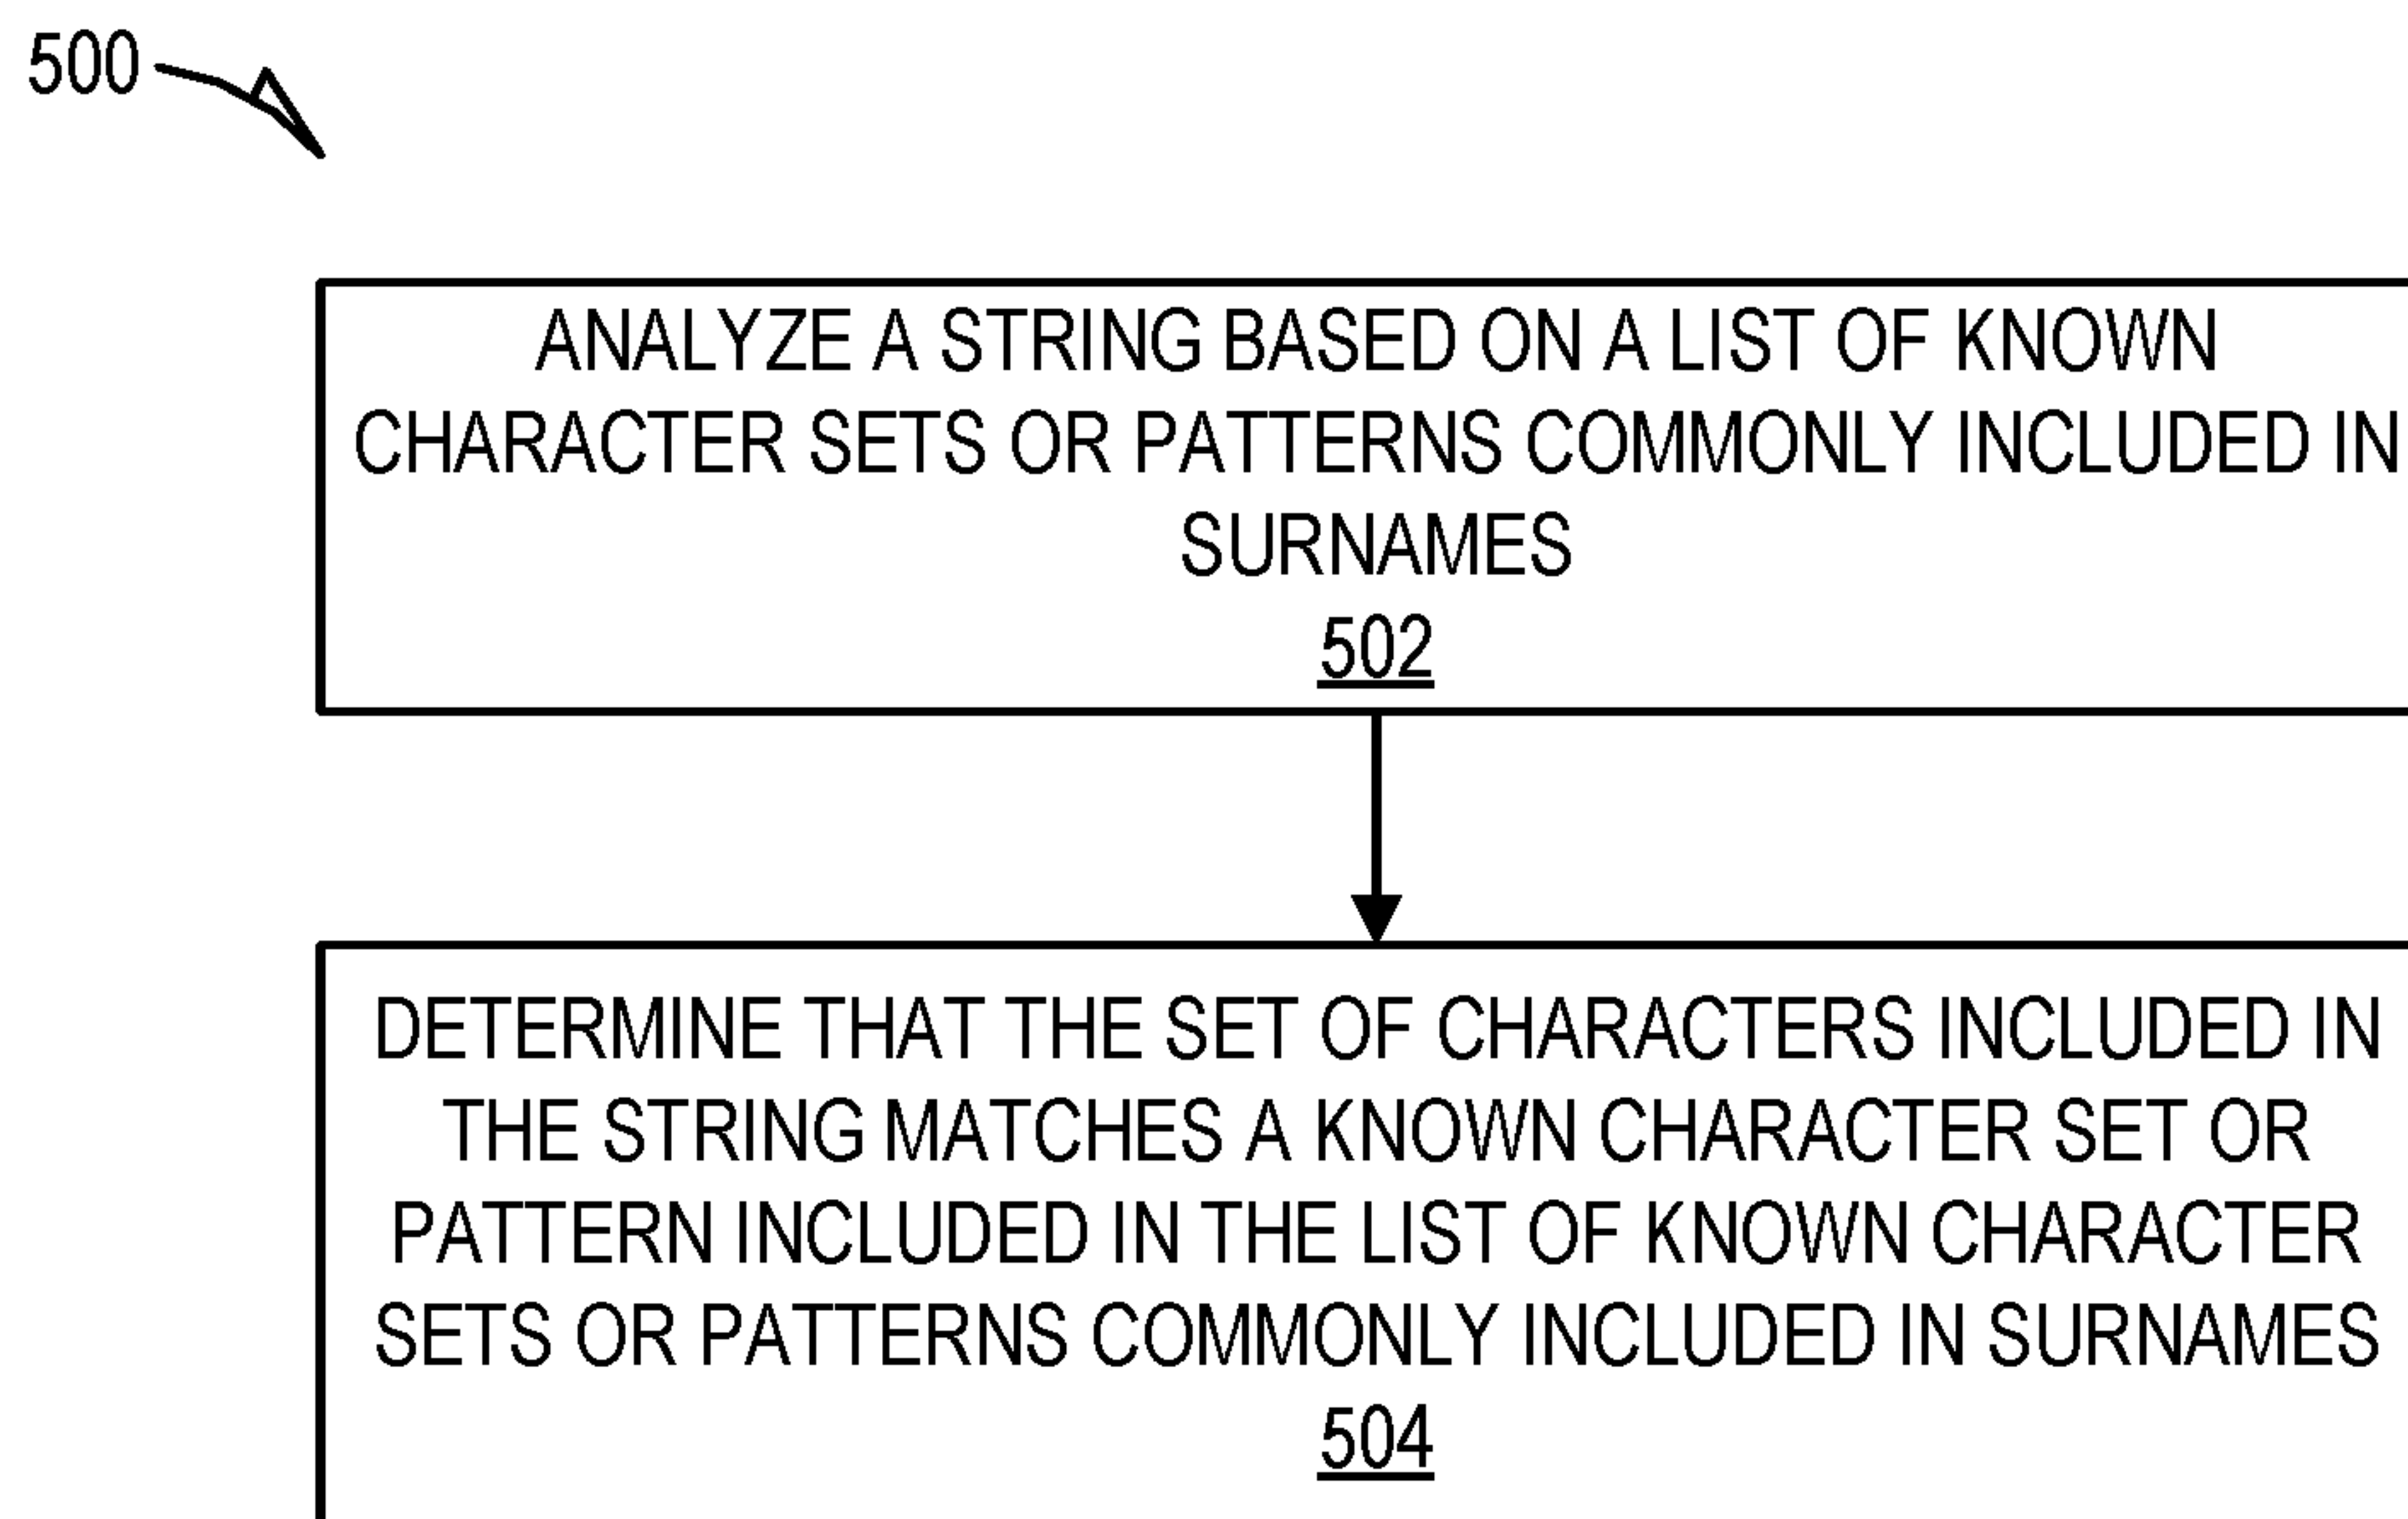 500
ANALYZE A STRING BASED ON A LIST OF KNOWN
CHARACTER SETS OR PATTERNS COMMONLY INCLUDED IN
SURNAMES
502
DETERMINE THAT THE SET OF CHARACTERS INCLUDED IN
THE STRING MATCHES A KNOWN CHARACTER SET OR
PATTERN INCLUDED IN THE LIST OF KNOWN CHARACTER
SETS OR PATTERNS COMMONLY INCLUDED IN SURNAMES
504